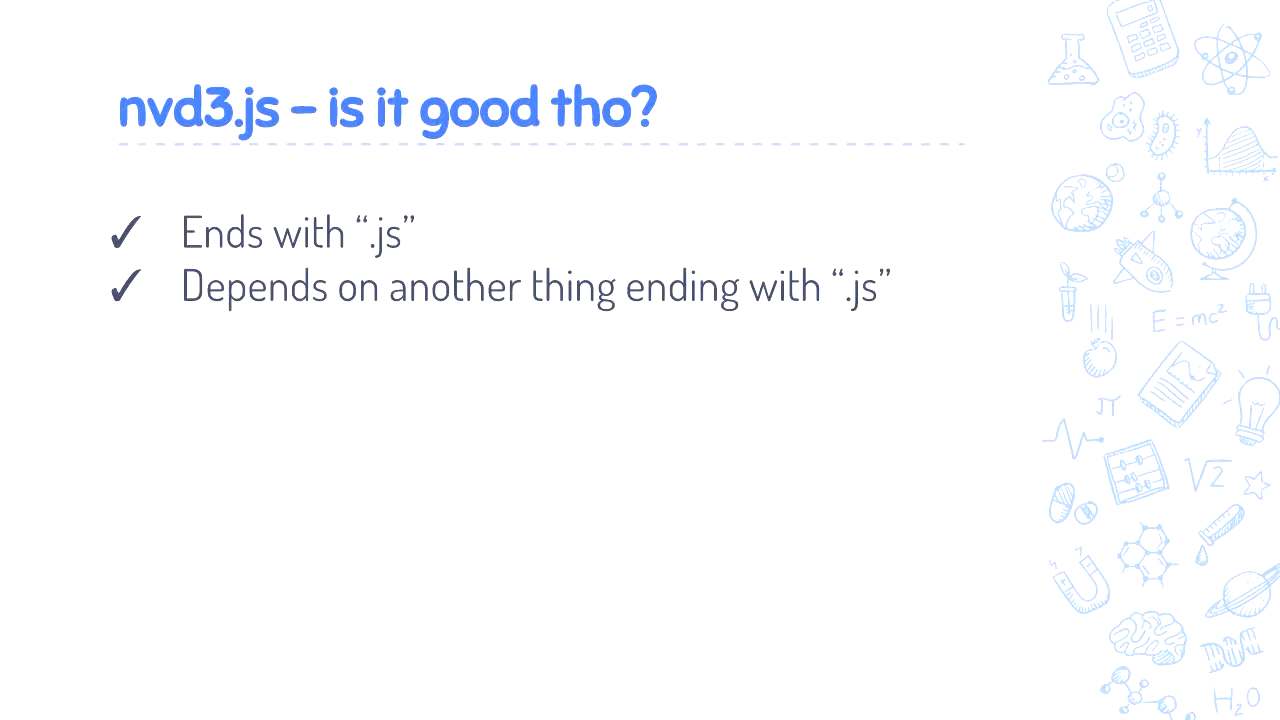 nvd3.js – is it good tho?
✓ Ends with “.js”
✓ Depends on another thing ending with “.js”
y
x
E = mc²
π
√2
H₂O